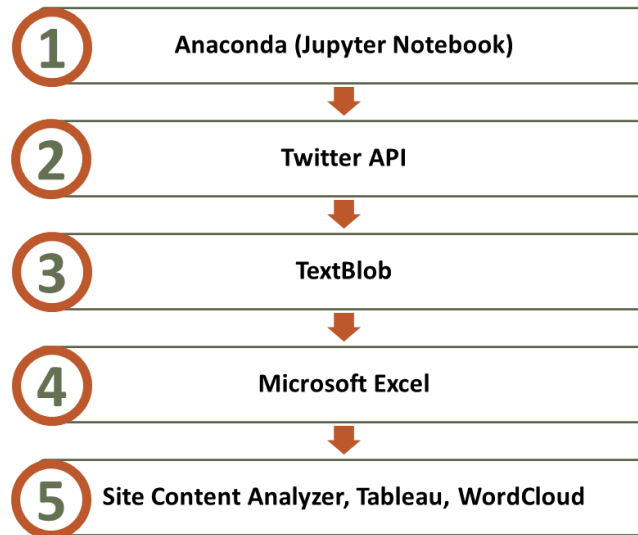 1 Anaconda (Jupyter Notebook)
2 Twitter API
3 TextBlob
4 Microsoft Excel
5 Site Content Analyzer, Tableau, WordCloud